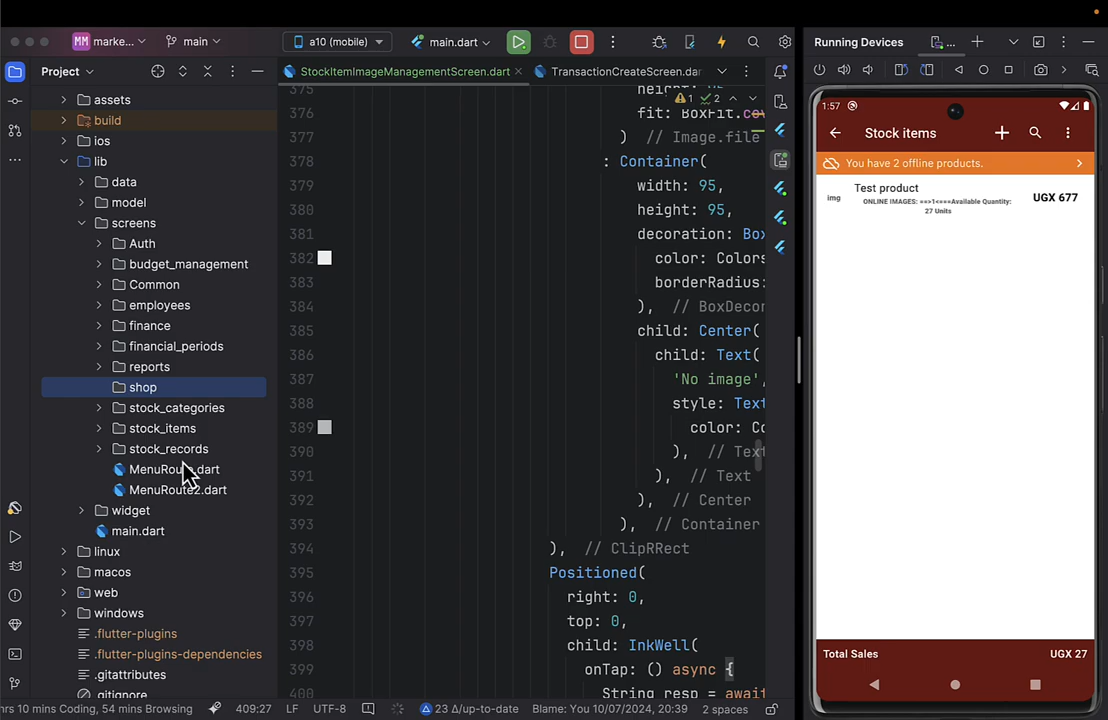 MM marke...
main
a10 (mobile)
main.dart
Running Devices
Project
StockItemImageManagementScreen.dart
TransactionCreateScreen.dart
assets
build
ios
lib
data
model
screens
Auth
budget_management
Common
employees
finance
financial_periods
reports
shop
stock_categories
stock_items
stock_records
MenuRoute.dart
MenuRoute2.dart
widget
main.dart
linux
macos
web
windows
.flutter-plugins
.flutter-plugins-dependencies
.gitattributes
.gitignore
1 2
375 height:
376 fit: BoxFit.cov
377 ) // Image.file
378 : Container(
379 width: 95,
380 height: 95,
381 decoration: Box
382 color: Colors
383 borderRadius:
384 ), // BoxDecor
385 child: Center(
386 child: Text(
387 'No image',
388 style: Text
389 color: Co
390 ), // Text
391 ), // Text
392 ), // Center
393 ), // Container
394 ), // ClipRRect
395 Positioned(
396 right: 0,
397 top: 0,
398 child: InkWell(
399 onTap: () async {
400 String resp = await
1:57
Stock items
You have 2 offline products.
img
Test product
ONLINE IMAGES: ==>1<===Available Quantity:
27 Units
UGX 677
Total Sales
UGX 27
hrs 10 mins Coding, 54 mins Browsing
409:27
LF
UTF-8
23 Δ/up-to-date
Blame: You 10/07/2024, 20:39
2 spaces